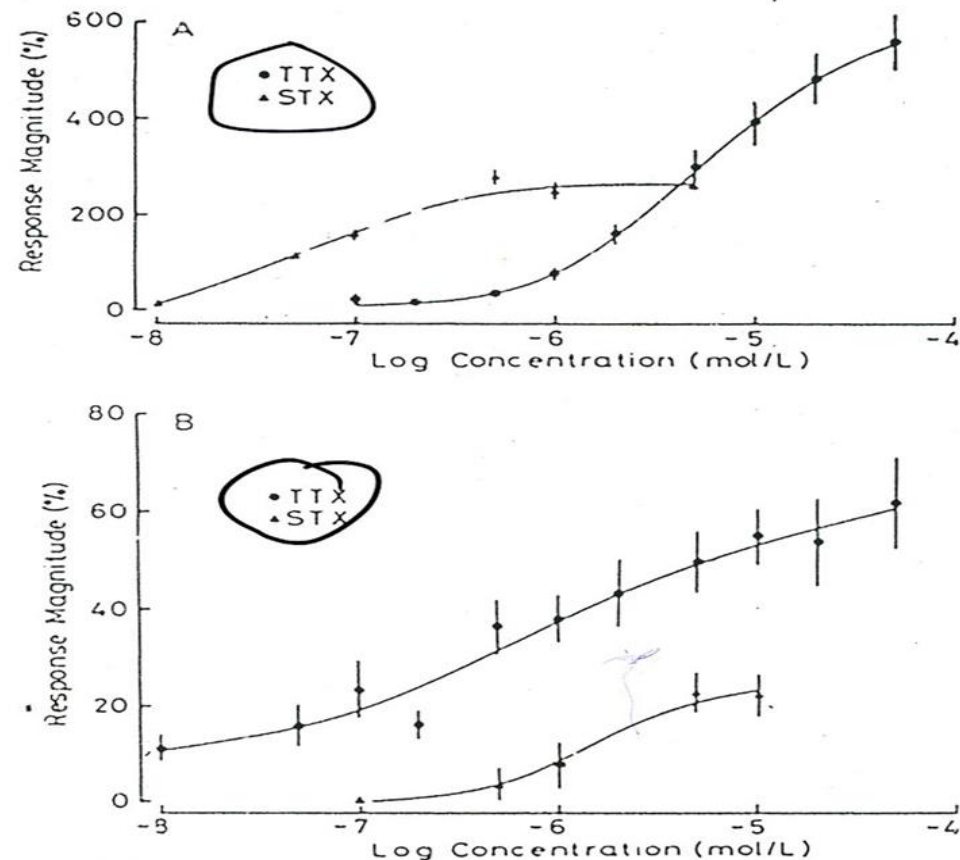 600
A
• TTX
▲ STX
Response Magnitude (%)
400
200
0
-8 -7 -6 -5 -4
Log Concentration (mol/L)
80
B
• TTX
▲ STX
Response Magnitude (%)
60
40
20
0
-8 -7 -6 -5 -4
Log Concentration (mol/L)